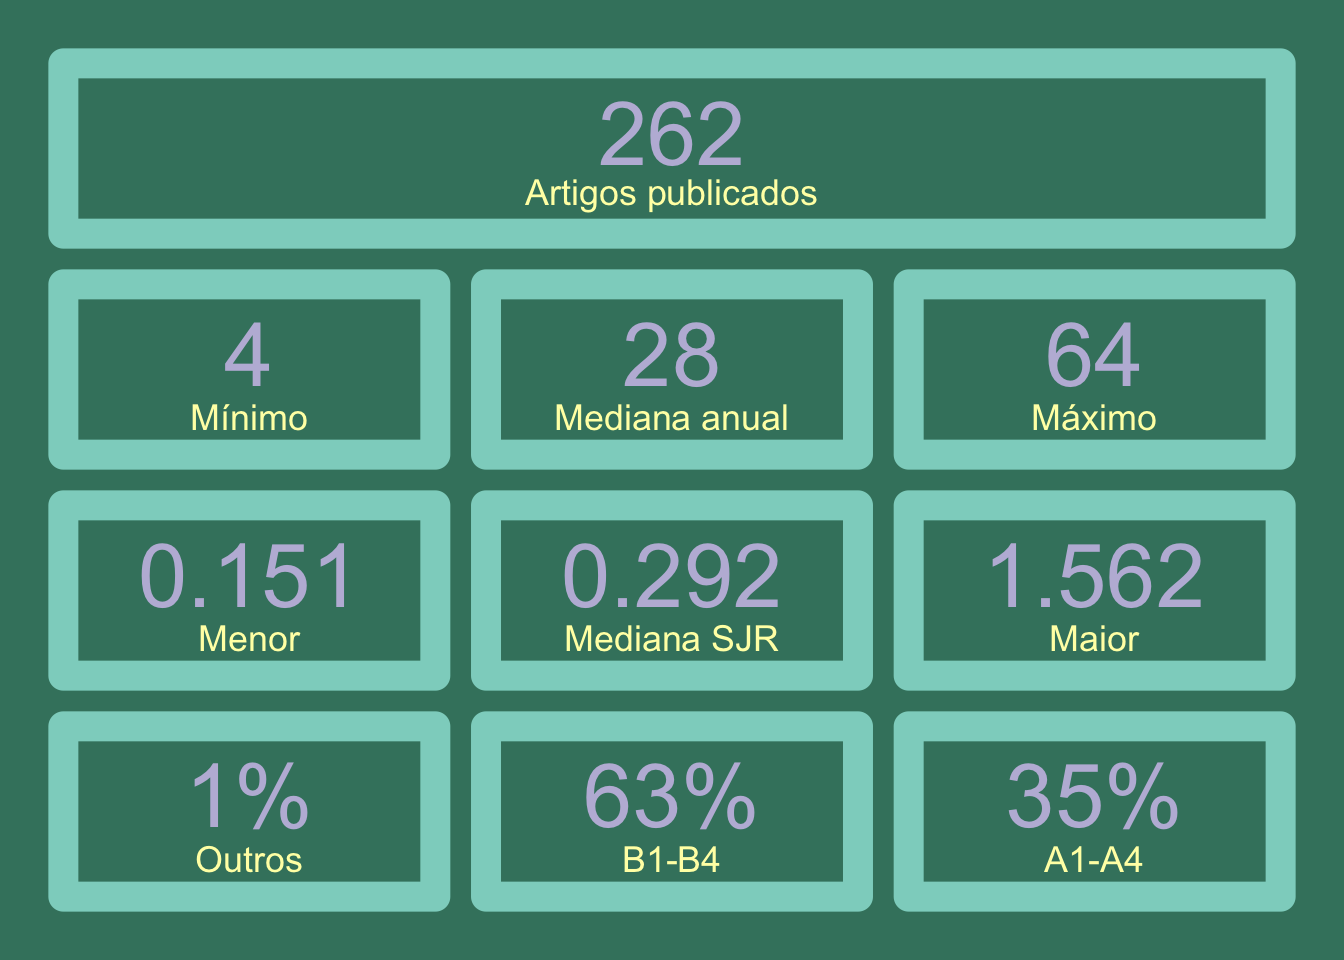 262
Artigos publicados
4
Mínimo
28
Mediana anual
64
Máximo
0.151
Menor
0.292
Mediana SJR
1.562
Maior
1%
Outros
63%
B1-B4
35%
A1-A4